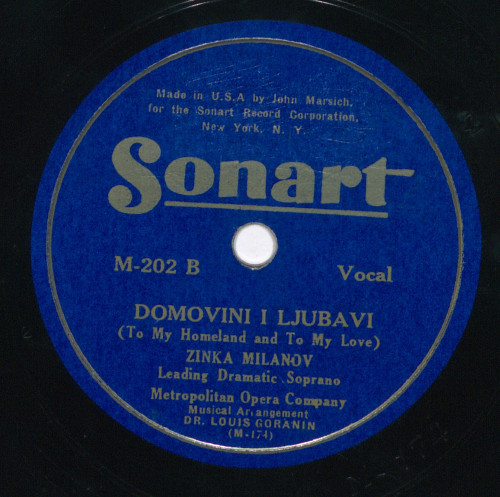 Made in U.S.A by John Marsich,
for the Sonart Record Corporation,
New York, N. Y.
Sonart
M-202 B Vocal
DOMOVINI I LJUBAVI
(To My Homeland and To My Love)
ZINKA MILANOV
Leading Dramatic Soprano
Metropolitan Opera Company
Musical Arrangement
DR. LOUIS GORANIN
(M-174)